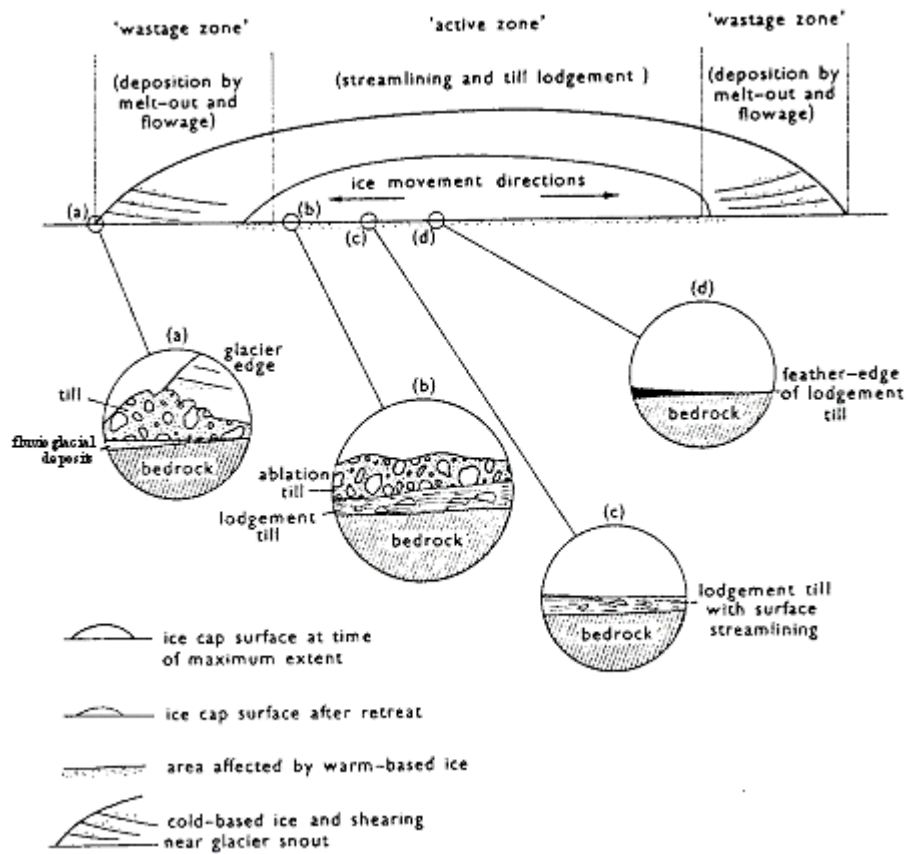 'wastage zone'
'active zone'
'wastage zone'
(deposition by
melt-out and
flowage)
(streamlining and till lodgement )
(deposition by
melt-out and
flowage)
ice movement directions
(a)
(b)
(c)
(d)
(a)
glacier
edge
till
fluvioglacial
deposits
bedrock
(b)
ablation
till
lodgement
till
bedrock
(d)
feather-edge
of lodgement
till
bedrock
(c)
lodgement till
with surface
streamlining
bedrock
ice cap surface at time
of maximum extent
ice cap surface after retreat
area affected by warm-based ice
cold-based ice and shearing
near glacier snout